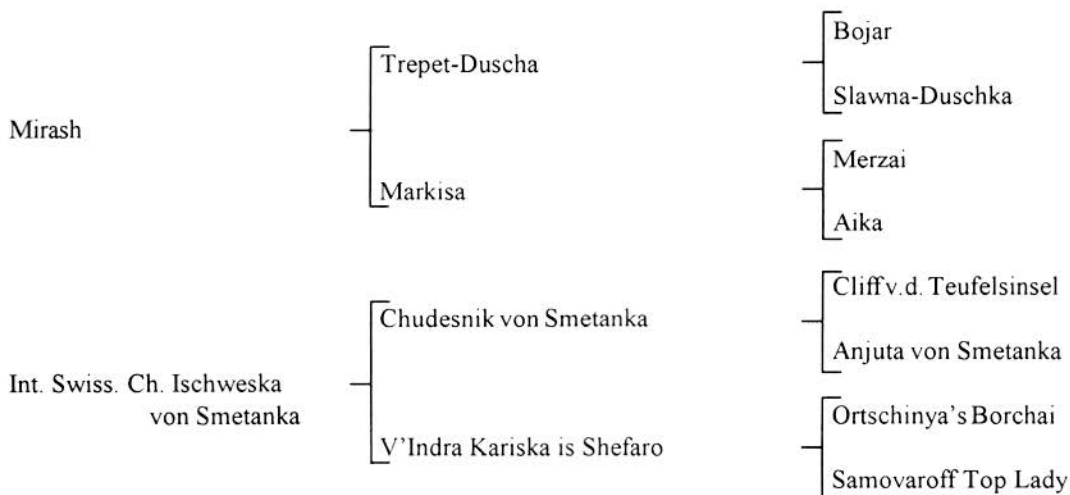 Bojar
Trepet-Duscha
Slawna-Duschka
Mirash
Merzai
Markisa
Aika
Cliff v.d. Teufelsinsel
Chudesnik von Smetanka
Anjuta von Smetanka
Int. Swiss. Ch. Ischweska
von Smetanka
Ortschinya's Borchai
V'Indra Kariska is Shefaro
Samovaroff Top Lady